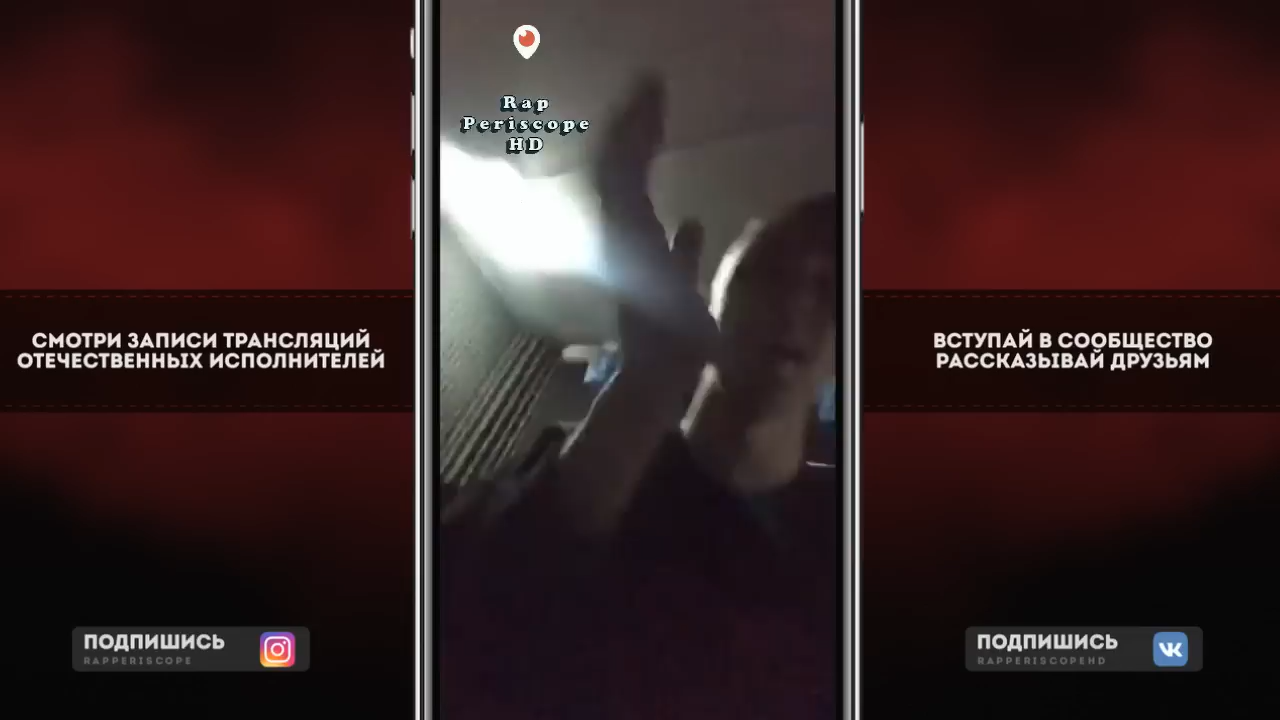 Rap
Periscope
HD
СМОТРИ ЗАПИСИ ТРАНСЛЯЦИЙ
ОТЕЧЕСТВЕННЫХ ИСПОЛНИТЕЛЕЙ
ВСТУПАЙ В СООБЩЕСТВО
РАССКАЗЫВАЙ ДРУЗЬЯМ
ПОДПИШИСЬ
RAPPERISCOPE
ПОДПИШИСЬ
RAPPERISCOPEHD